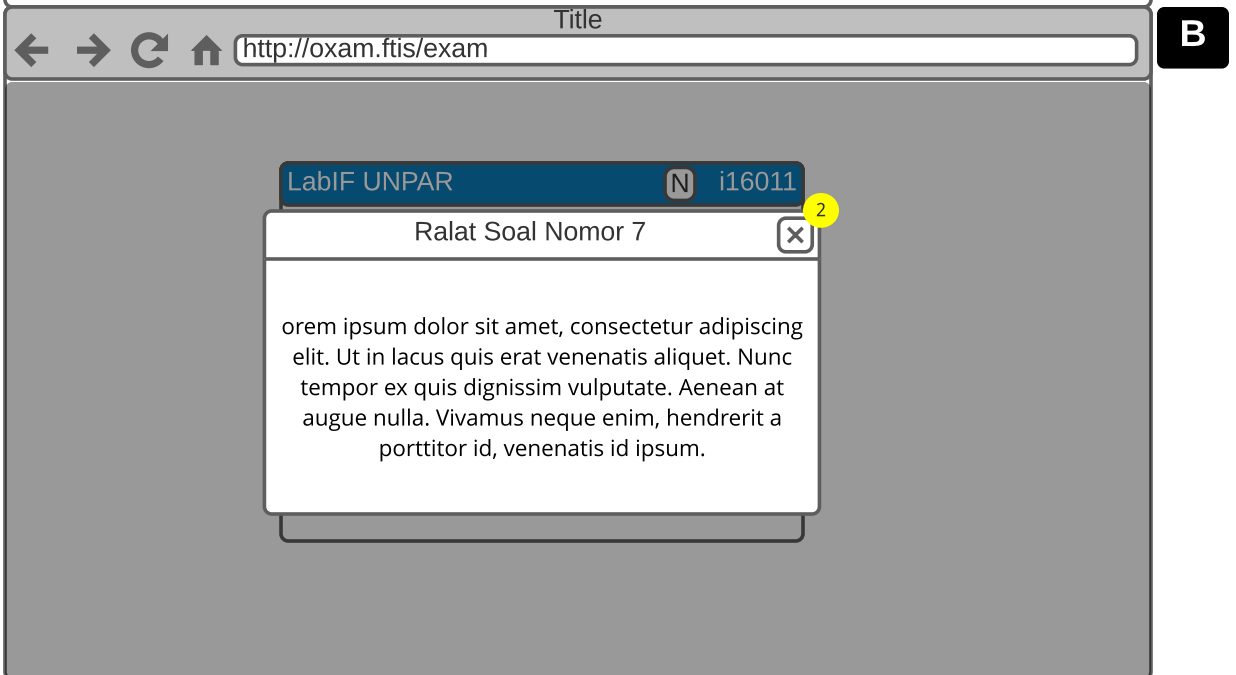 Title
B
http://oxam.ftis/exam
LabIF UNPAR N i16011
2
Ralat Soal Nomor 7
orem ipsum dolor sit amet, consectetur adipiscing
elit. Ut in lacus quis erat venenatis aliquet. Nunc
tempor ex quis dignissim vulputate. Aenean at
augue nulla. Vivamus neque enim, hendrerit a
porttitor id, venenatis id ipsum.